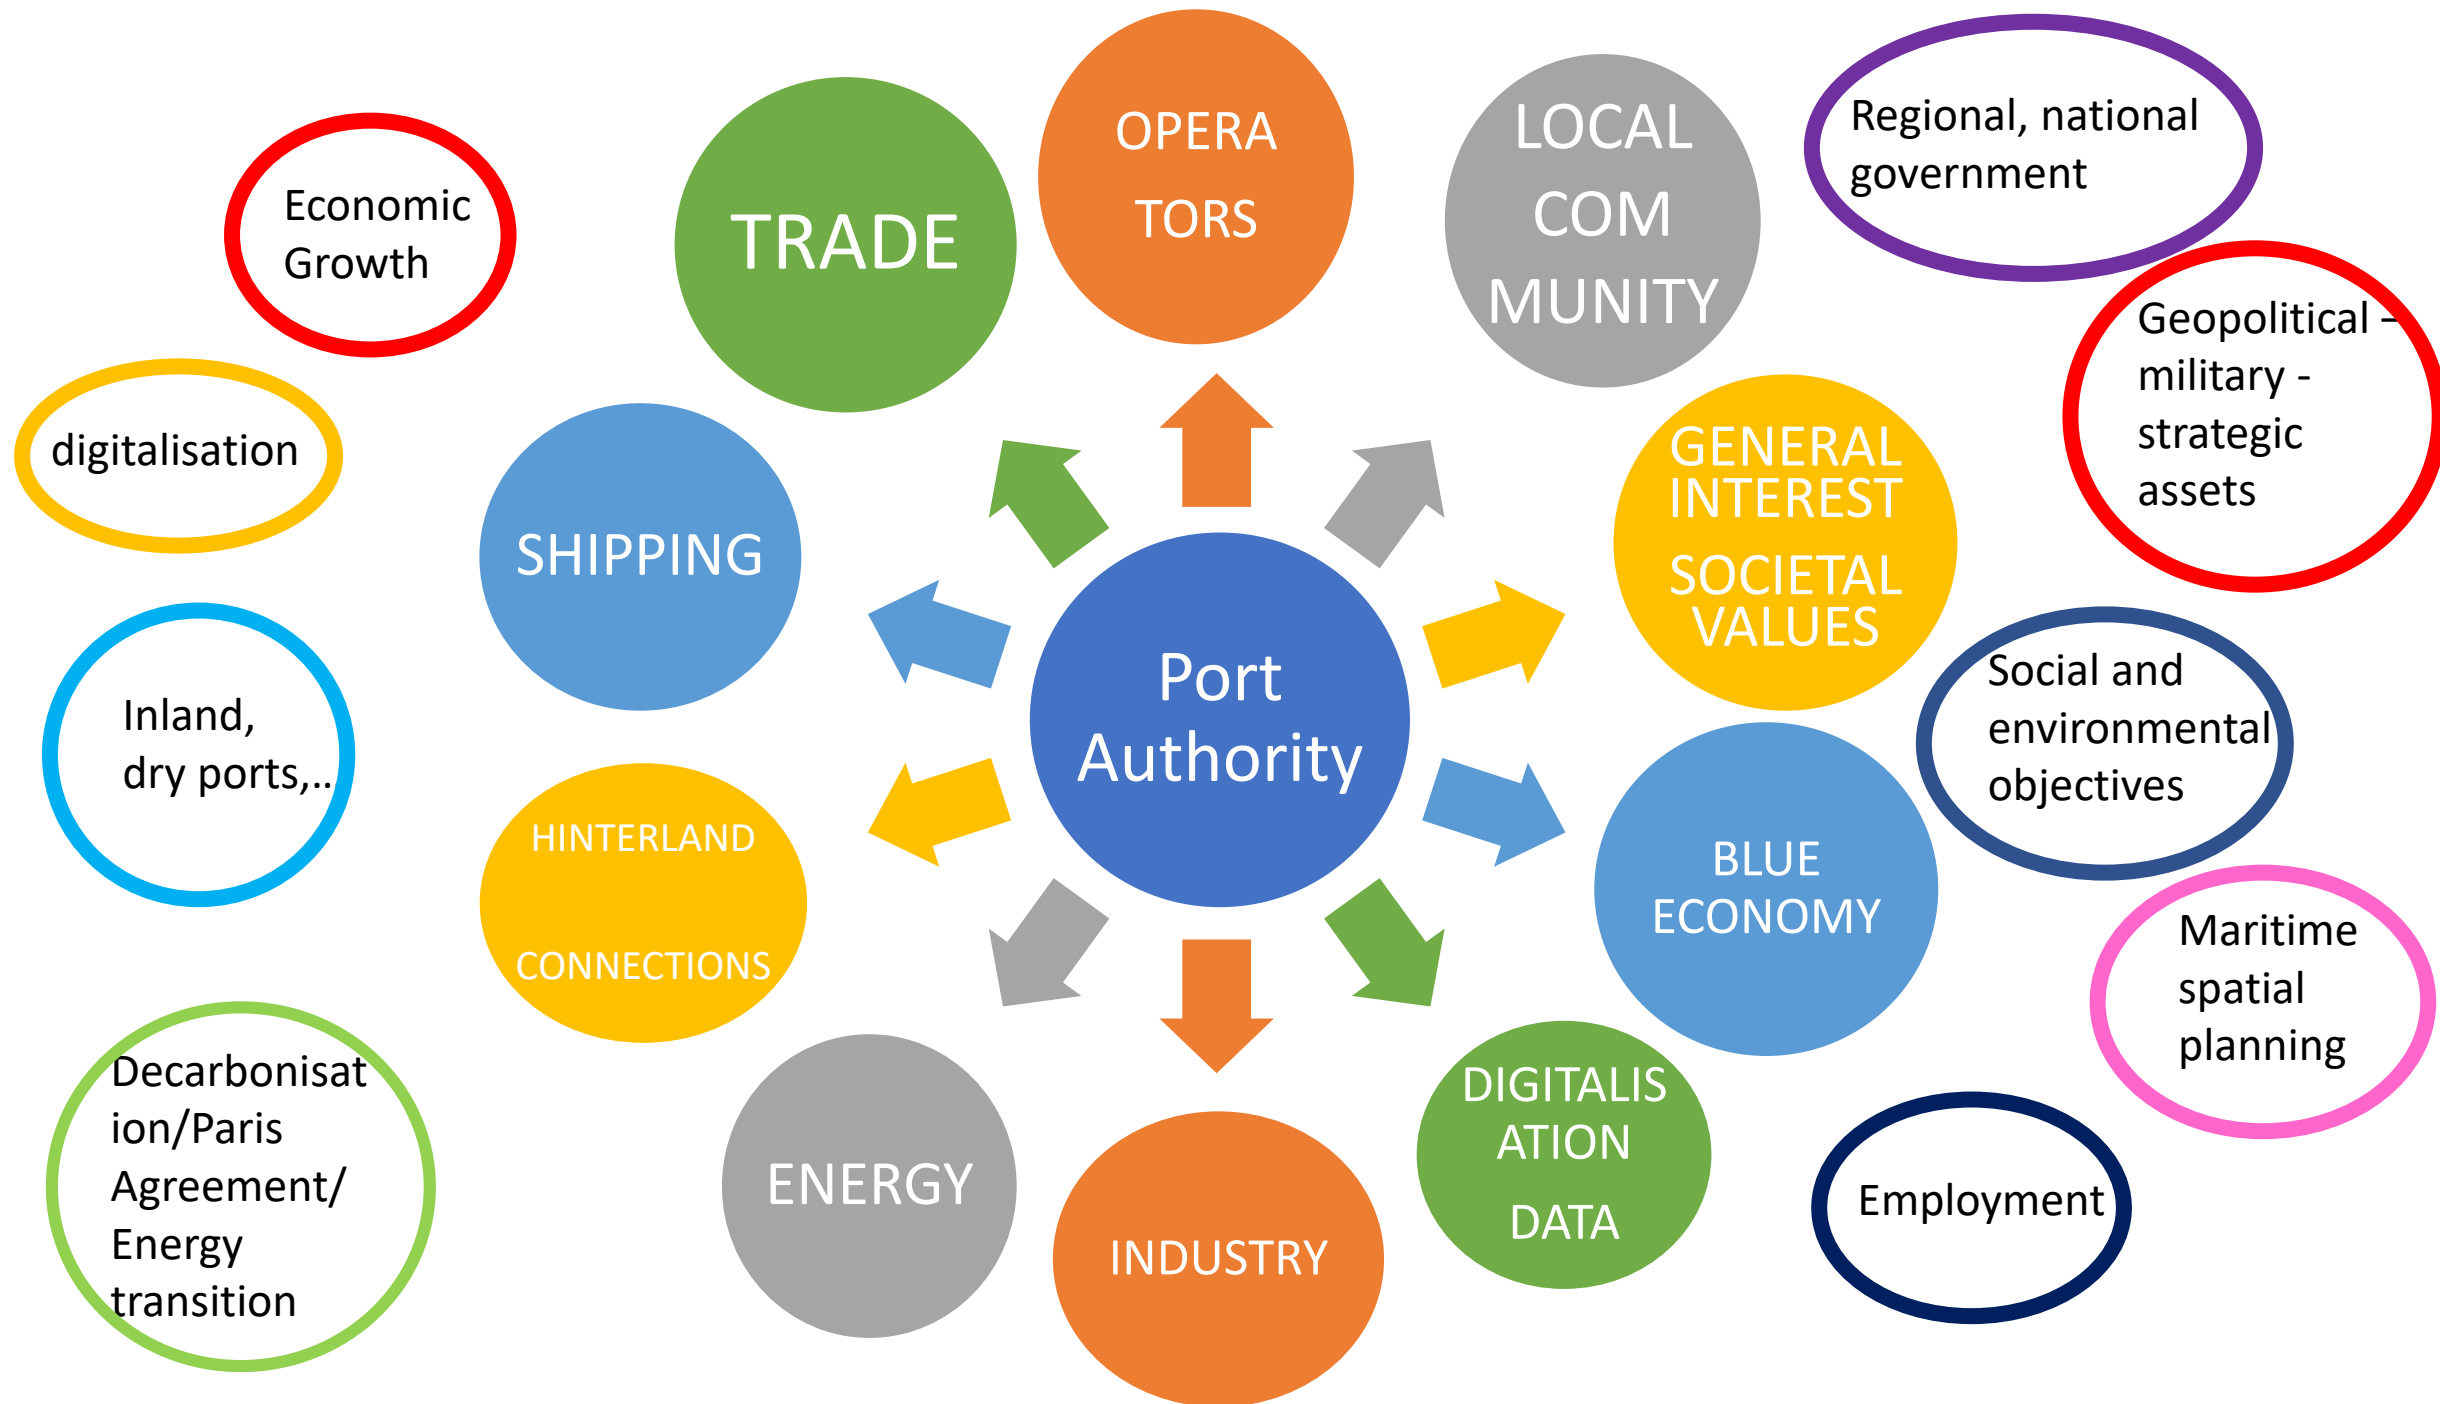 OPERA
TORS
LOCAL
COM
MUNITY
Regional, national
government
TRADE
Economic
Growth
Geopolitical –
military -
strategic
assets
digitalisation
SHIPPING
GENERAL
INTEREST
SOCIETAL
VALUES
Port
Authority
Inland,
dry ports,..
Social and
environmental
objectives
HINTERLAND
CONNECTIONS
BLUE
ECONOMY
Maritime
spatial
planning
Decarbonisat
ion/Paris
Agreement/
Energy
transition
ENERGY
INDUSTRY
DIGITALIS
ATION
DATA
Employment